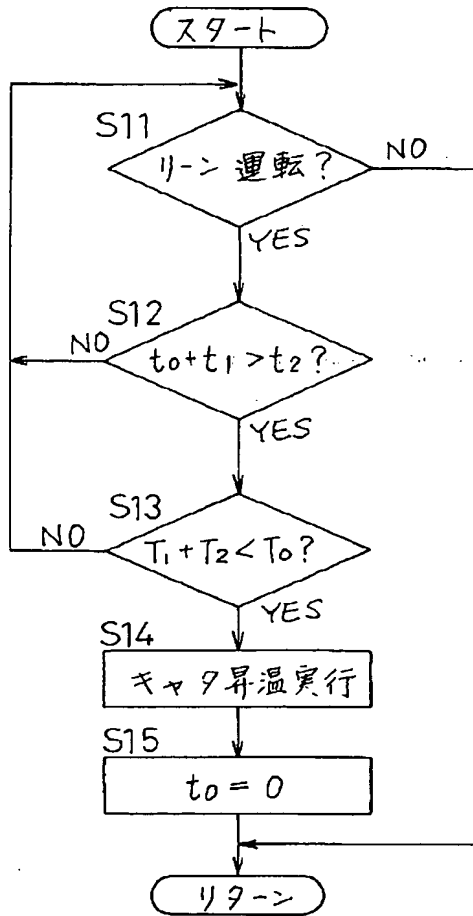 スタート
S11
リーン 運転?
NO
YES
S12
NO
t0+t1>t2?
YES
S13
NO
T1+T2<T0?
YES
S14
キャタ昇温実行
S15
t0 = 0
リターン